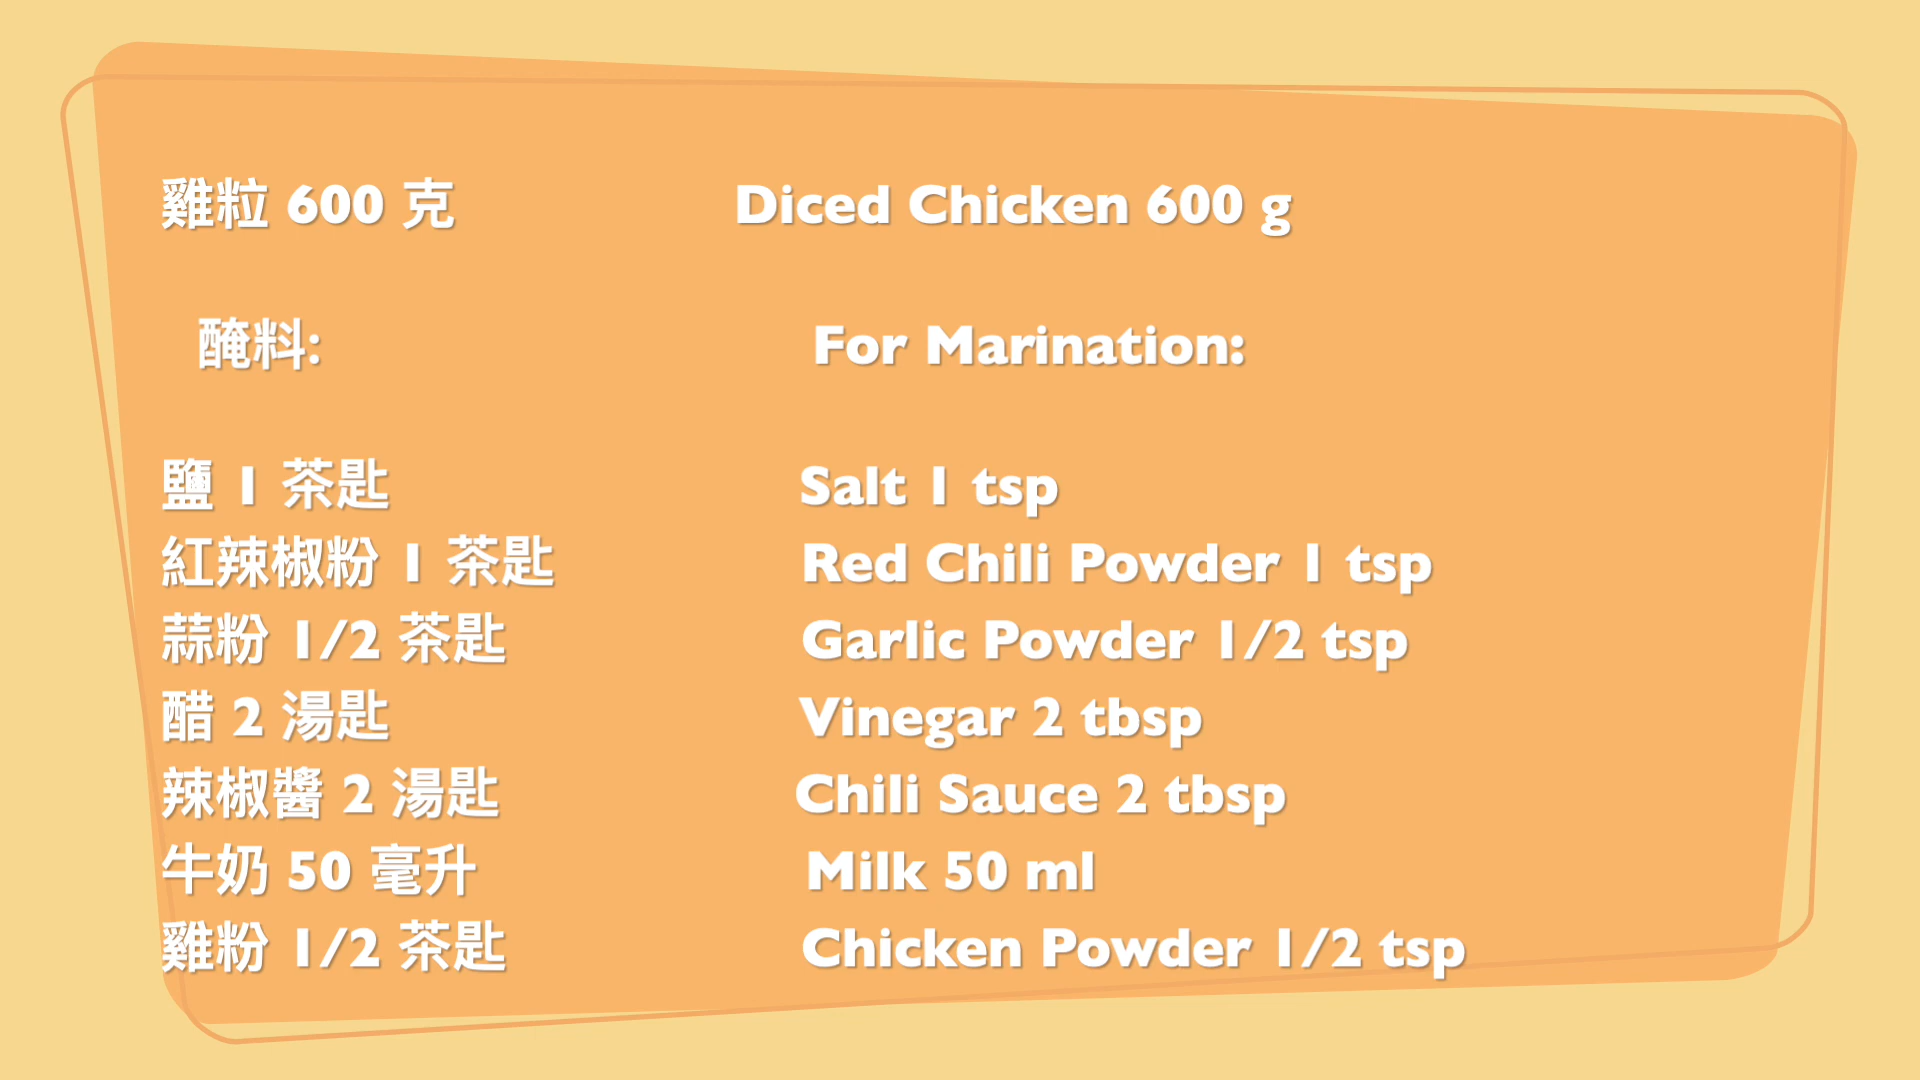 雞粒 600 克 Diced Chicken 600 g
醃料: For Marination:
鹽 1 茶匙 Salt 1 tsp
紅辣椒粉 1 茶匙 Red Chili Powder 1 tsp
蒜粉 1/2 茶匙 Garlic Powder 1/2 tsp
醋 2 湯匙 Vinegar 2 tbsp
辣椒醬 2 湯匙 Chili Sauce 2 tbsp
牛奶 50 毫升 Milk 50 ml
雞粉 1/2 茶匙 Chicken Powder 1/2 tsp